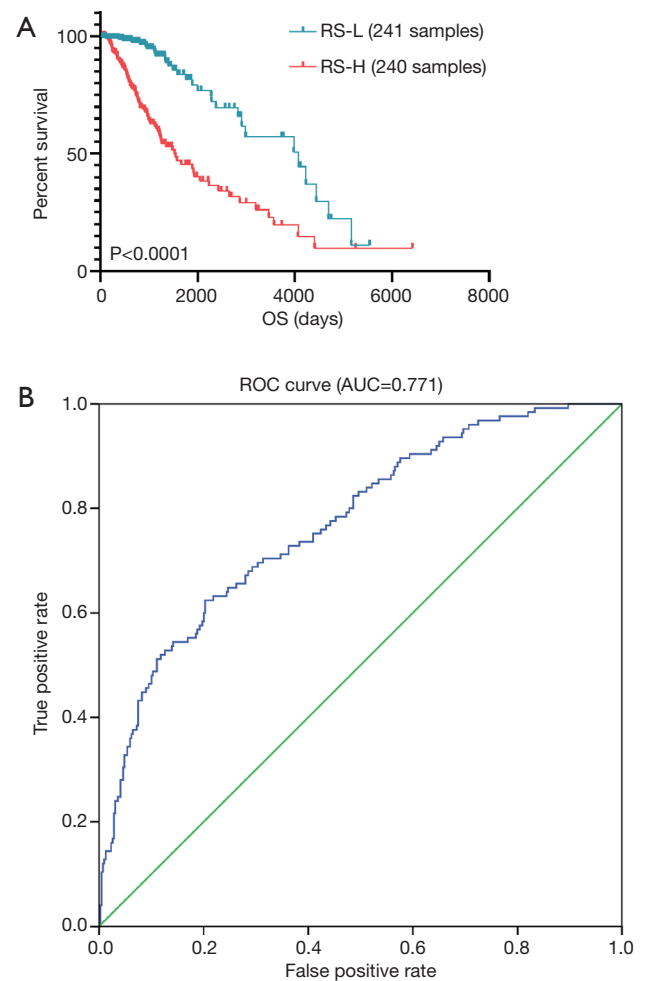 A
RS-L (241 samples)
RS-H (240 samples)
100
50
0
Percent survival
P<0.0001
0 2000 4000 6000 8000
OS (days)
B
ROC curve (AUC=0.771)
1.0
0.8
0.6
0.4
0.2
0.0
True positive rate
0.0 0.2 0.4 0.6 0.8 1.0
False positive rate